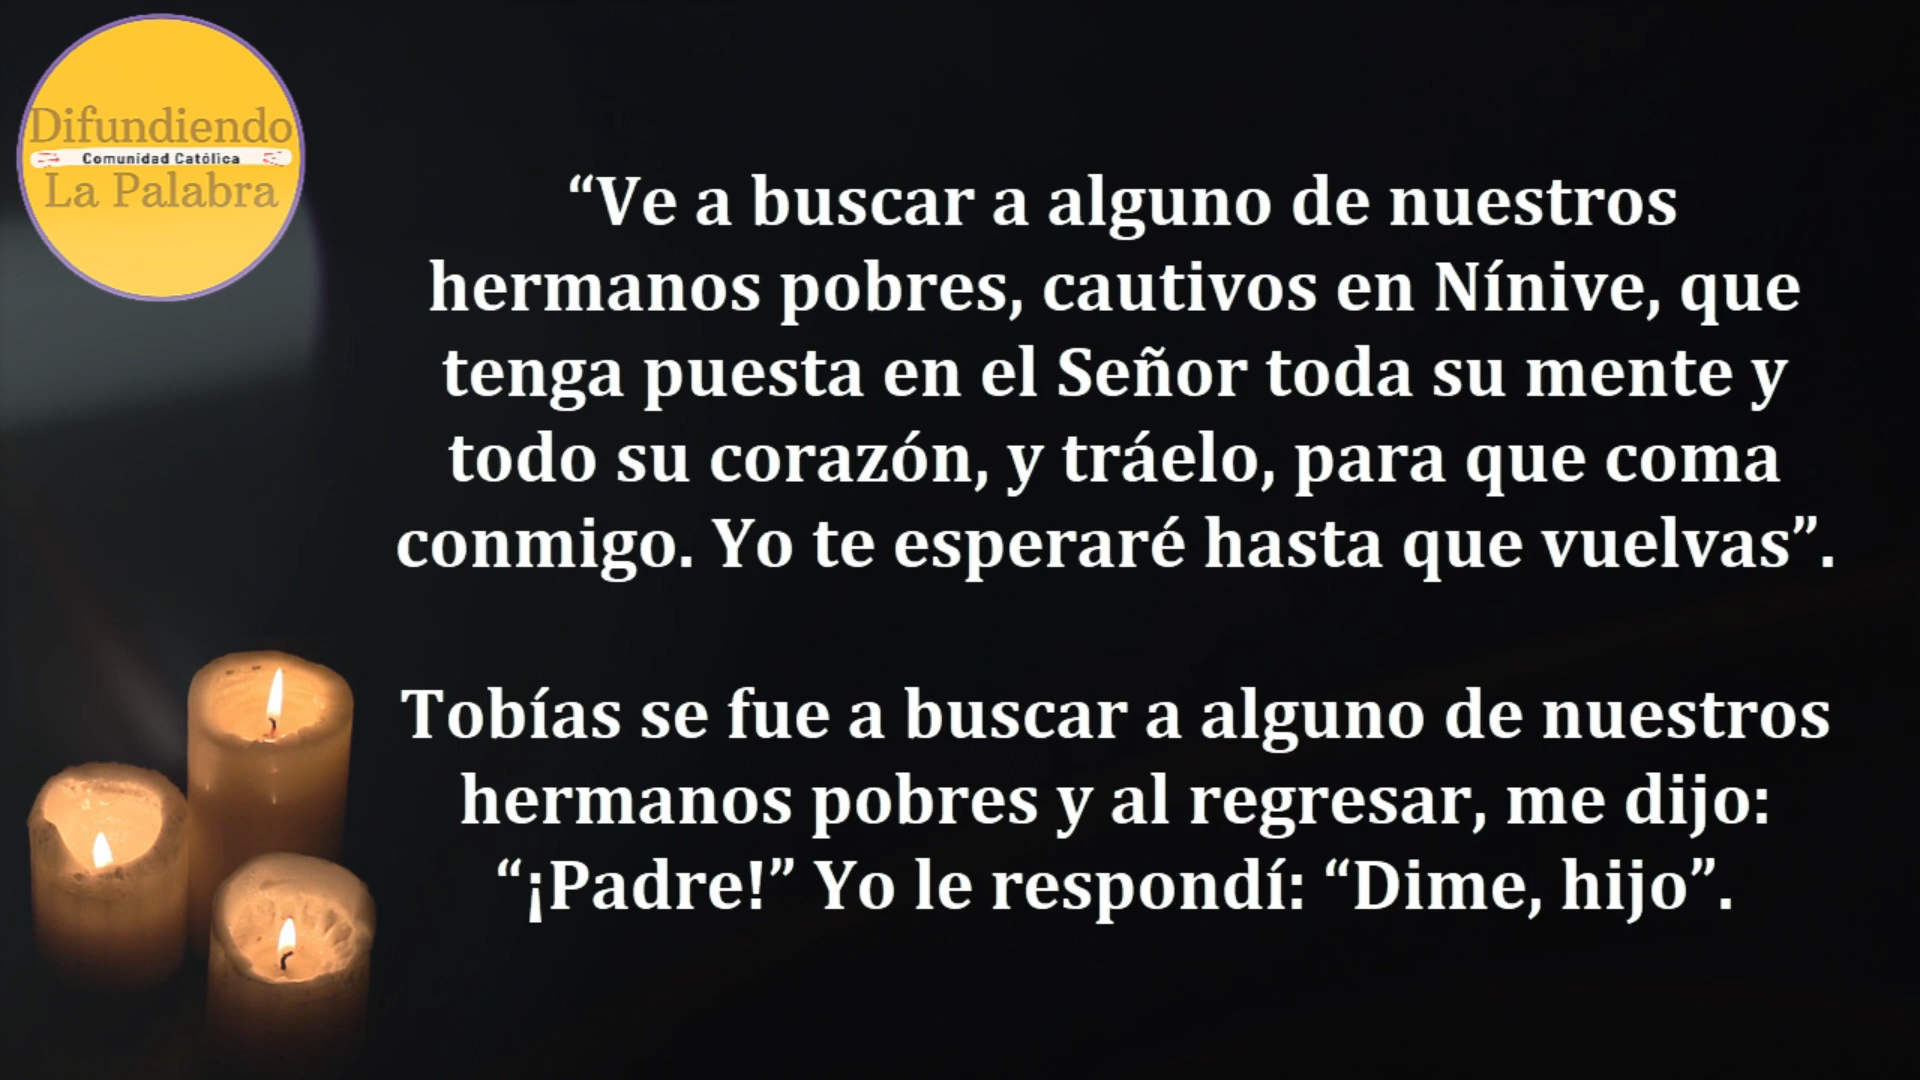 Difundiendo
Comunidad Católica
La Palabra
“Ve a buscar a alguno de nuestros
hermanos pobres, cautivos en Nínive, que
tenga puesta en el Señor toda su mente y
todo su corazón, y tráelo, para que coma
conmigo. Yo te esperaré hasta que vuelvas”.
Tobías se fue a buscar a alguno de nuestros
hermanos pobres y al regresar, me dijo:
“¡Padre!” Yo le respondí: “Dime, hijo”.